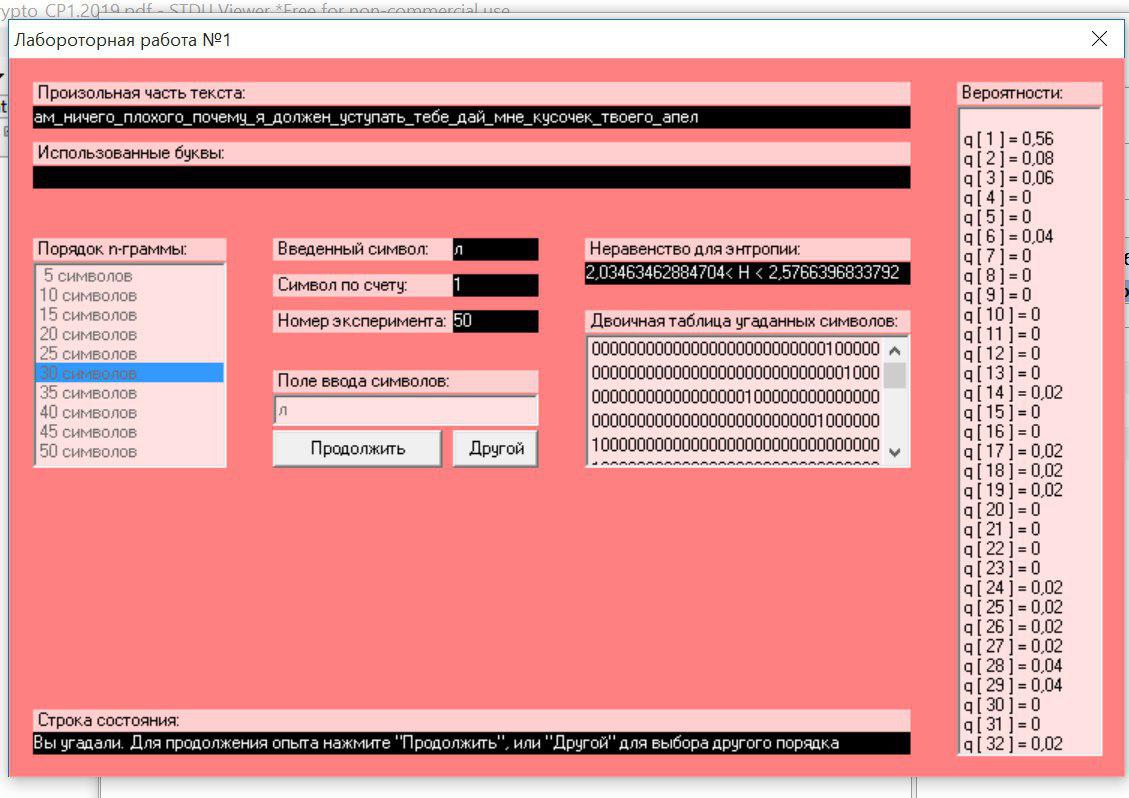 ypto_CP1.2019.pdf - STDU Viewer *Free for non-commercial use
Лабороторная работа №1
Произольная часть текста:
ам_ничего_плохого_почему_я_должен_уступать_тебе_дай_мне_кусочек_твоего_апел
Использованные буквы:
Порядок n-граммы:
5 символов
10 символов
15 символов
20 символов
25 символов
30 символов
35 символов
40 символов
45 символов
50 символов
Введенный символ: л
Символ по счету: 1
Номер эксперимента: 50
Поле ввода символов:
л
Продолжить Другой
Неравенство для энтропии:
2,03463462884704< H < 2,5766396833792
Двоичная таблица угаданных символов:
00000000000000000000000000100000
00000000000000000000000000001000
00000000000000000100000000000000
00000000000000000000000001000000
10000000000000000000000000000000
Вероятности:
q [ 1 ] = 0,56
q [ 2 ] = 0,08
q [ 3 ] = 0,06
q [ 4 ] = 0
q [ 5 ] = 0
q [ 6 ] = 0,04
q [ 7 ] = 0
q [ 8 ] = 0
q [ 9 ] = 0
q [ 10 ] = 0
q [ 11 ] = 0
q [ 12 ] = 0
q [ 13 ] = 0
q [ 14 ] = 0,02
q [ 15 ] = 0
q [ 16 ] = 0
q [ 17 ] = 0,02
q [ 18 ] = 0,02
q [ 19 ] = 0,02
q [ 20 ] = 0
q [ 21 ] = 0
q [ 22 ] = 0
q [ 23 ] = 0
q [ 24 ] = 0,02
q [ 25 ] = 0,02
q [ 26 ] = 0,02
q [ 27 ] = 0,02
q [ 28 ] = 0,04
q [ 29 ] = 0,04
q [ 30 ] = 0
q [ 31 ] = 0
q [ 32 ] = 0,02
Строка состояния:
Вы угадали. Для продолжения опыта нажмите "Продолжить", или "Другой" для выбора другого порядка